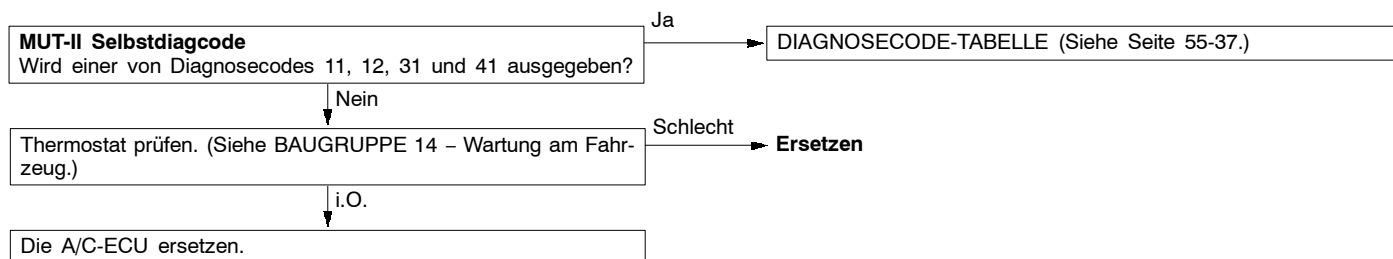 Ja
MUT-II Selbstdiagcode
DIAGNOSECODE-TABELLE (Siehe Seite 55-37.)
Wird einer von Diagnosecodes 11, 12, 31 und 41 ausgegeben?
Nein
Schlecht
Thermostat prüfen. (Siehe BAUGRUPPE 14 – Wartung am Fahr-
Ersetzen
zeug.)
i.O.
Die A/C-ECU ersetzen.